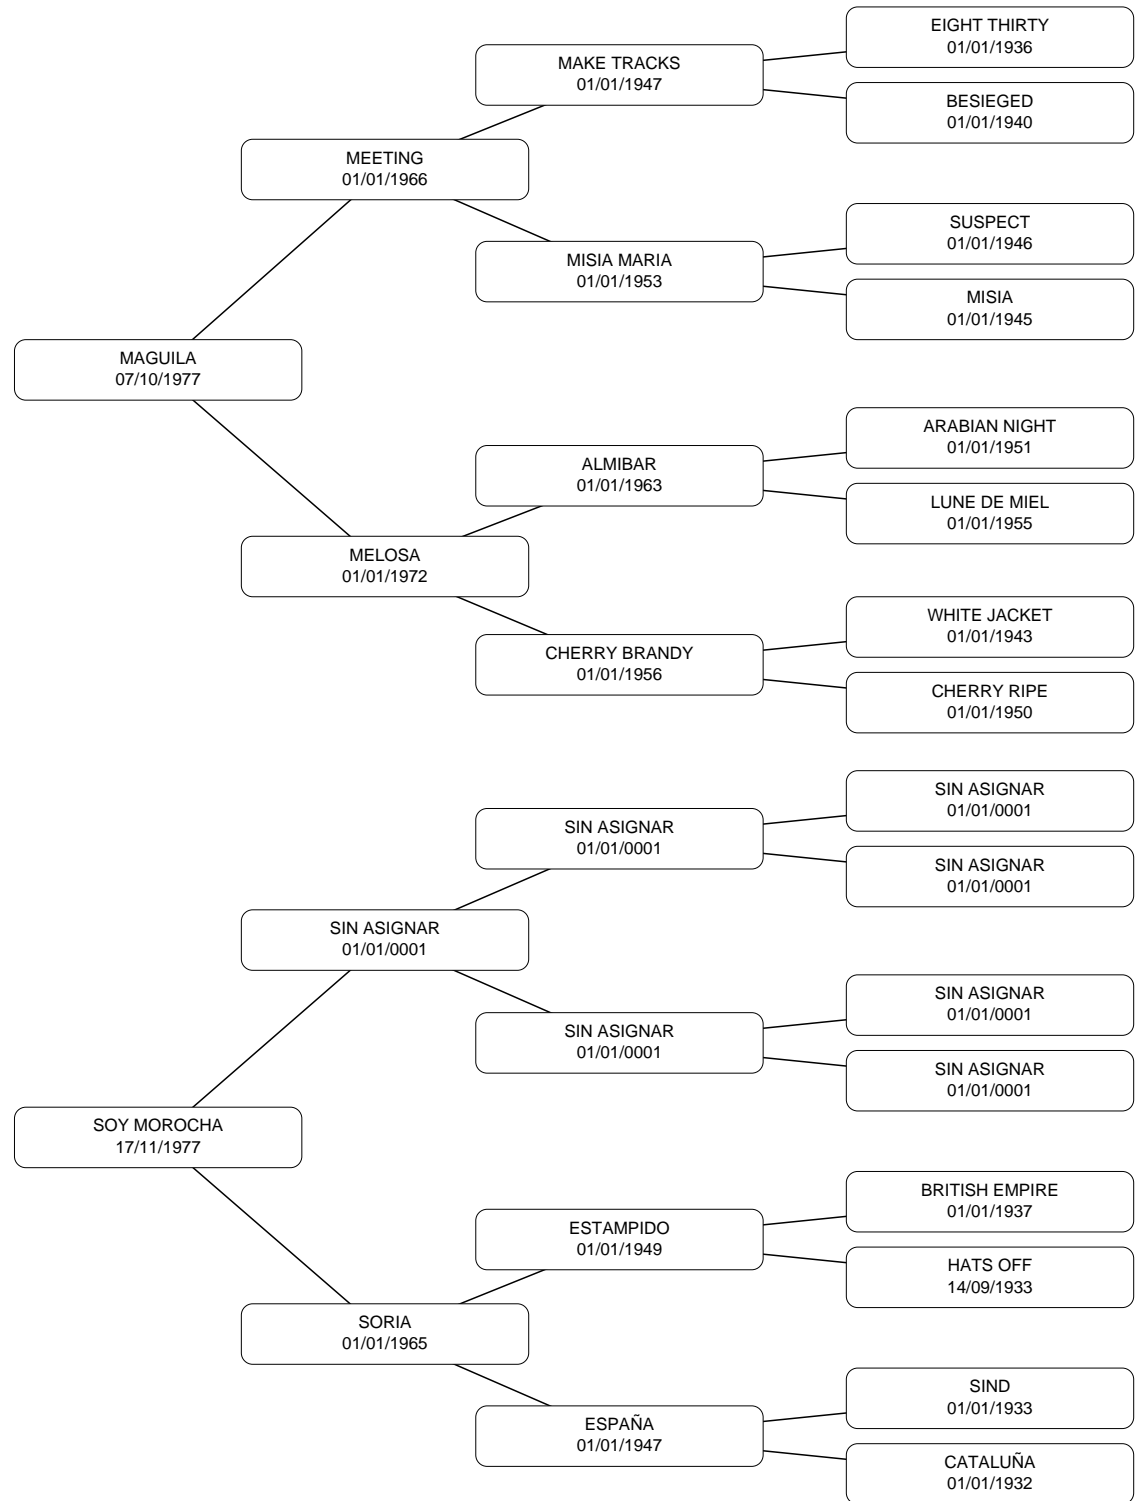 EIGHT THIRTY
01/01/1936
MAKE TRACKS
01/01/1947
BESIEGED
01/01/1940
MEETING
01/01/1966
SUSPECT
01/01/1946
MISIA MARIA
01/01/1953
MISIA
01/01/1945
MAGUILA
07/10/1977
ARABIAN NIGHT
01/01/1951
ALMIBAR
01/01/1963
LUNE DE MIEL
01/01/1955
MELOSA
01/01/1972
WHITE JACKET
01/01/1943
CHERRY BRANDY
01/01/1956
CHERRY RIPE
01/01/1950
SIN ASIGNAR
01/01/0001
SIN ASIGNAR
01/01/0001
SIN ASIGNAR
01/01/0001
SIN ASIGNAR
01/01/0001
SIN ASIGNAR
01/01/0001
SIN ASIGNAR
01/01/0001
SIN ASIGNAR
01/01/0001
SOY MOROCHA
17/11/1977
BRITISH EMPIRE
01/01/1937
ESTAMPIDO
01/01/1949
HATS OFF
14/09/1933
SORIA
01/01/1965
SIND
01/01/1933
ESPAÑA
01/01/1947
CATALUÑA
01/01/1932